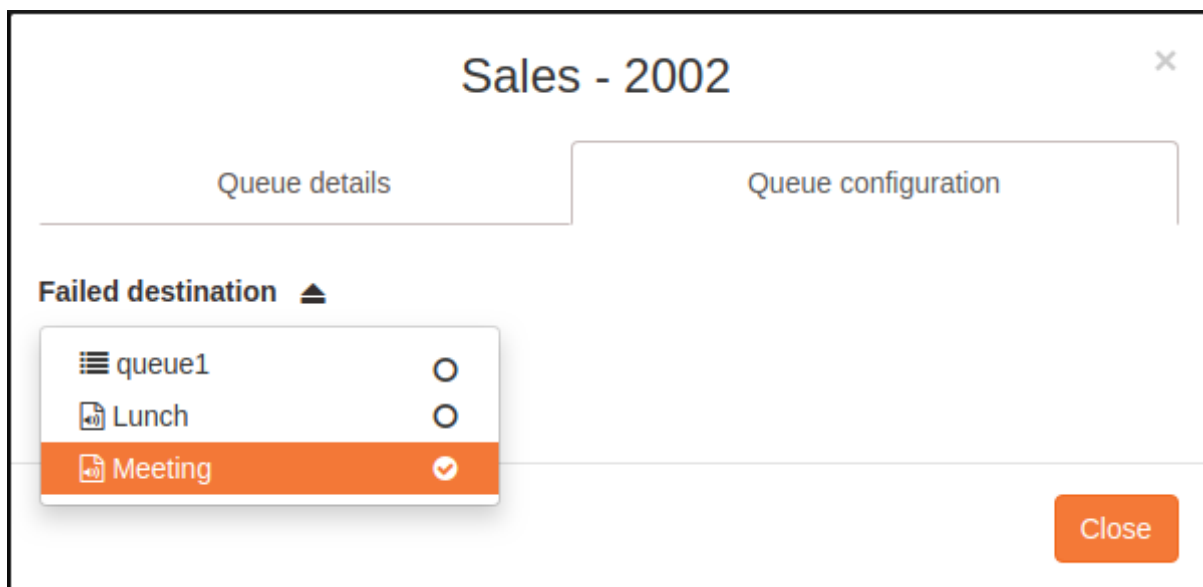 Sales - 2002
×
Queue details
Queue configuration
Failed destination
queue1
Lunch
Meeting
Close